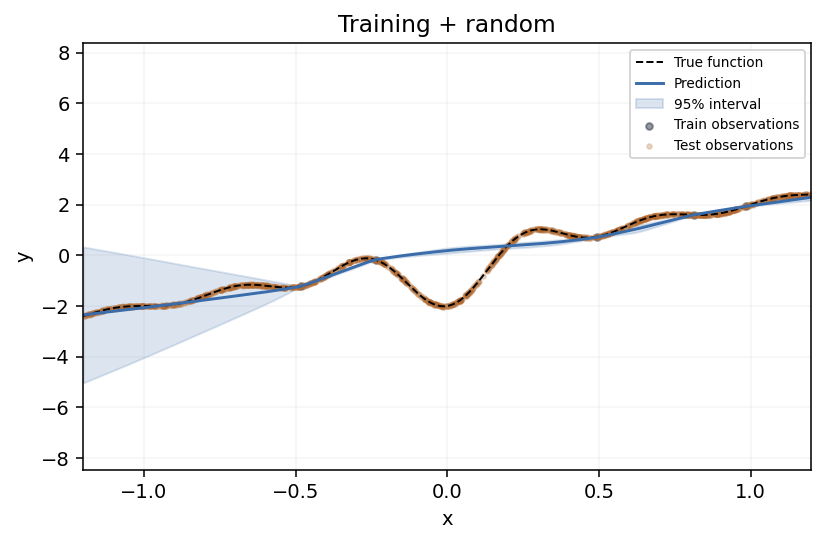 Training + random
8
6
4
2
0
−2
−4
−6
−8
y
−1.0
−0.5
0.0
0.5
1.0
x
True function
Prediction
95% interval
Train observations
Test observations